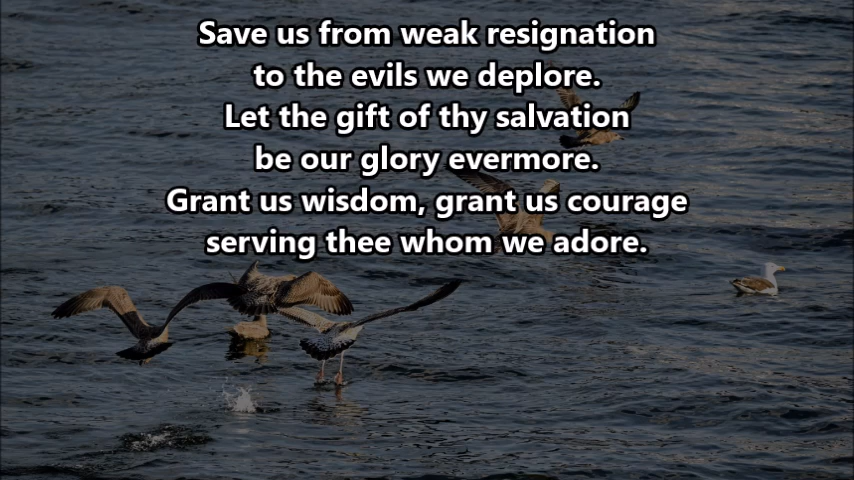 Save us from weak resignation
to the evils we deplore.
Let the gift of thy salvation
be our glory evermore.
Grant us wisdom, grant us courage
serving thee whom we adore.